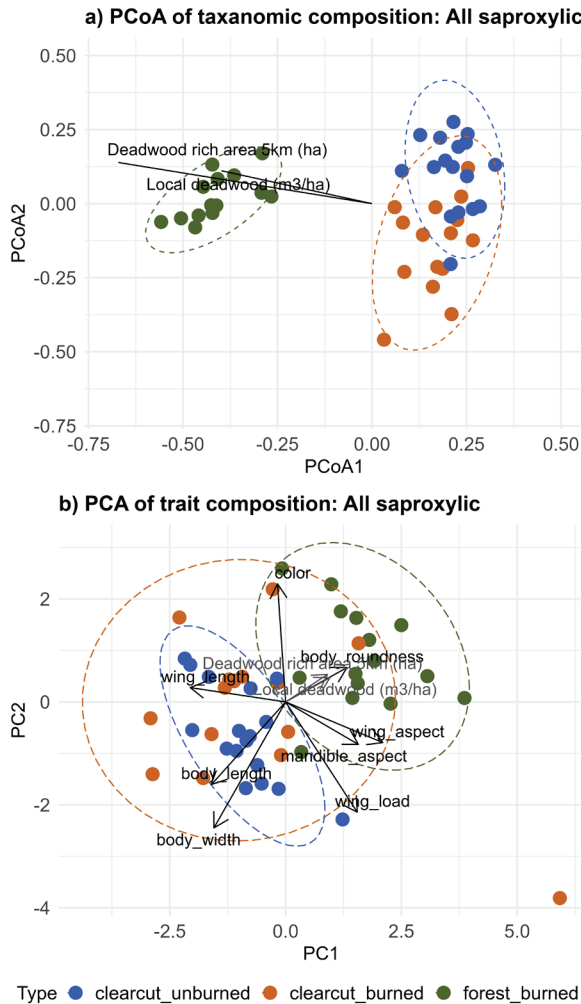 a) PCoA of taxanomic composition: All saproxylic
0.50
0.25
0.00
-0.25
-0.50
-0.75
PCoA2
Deadwood rich area 5km (ha)
Local deadwood (m3/ha)
-0.75
-0.50
-0.25
0.00
0.25
0.50
PCoA1
b) PCA of trait composition: All saproxylic
2
0
-2
-4
PC2
color
body_roundness
Deadwood rich area 5km (ha)
wing_length
Local deadwood (m3/ha)
wing_aspect
mandible_aspect
body_length
wing_load
body_width
-2.5
0.0
2.5
5.0
PC1
Type clearcut_unburned clearcut_burned forest_burned